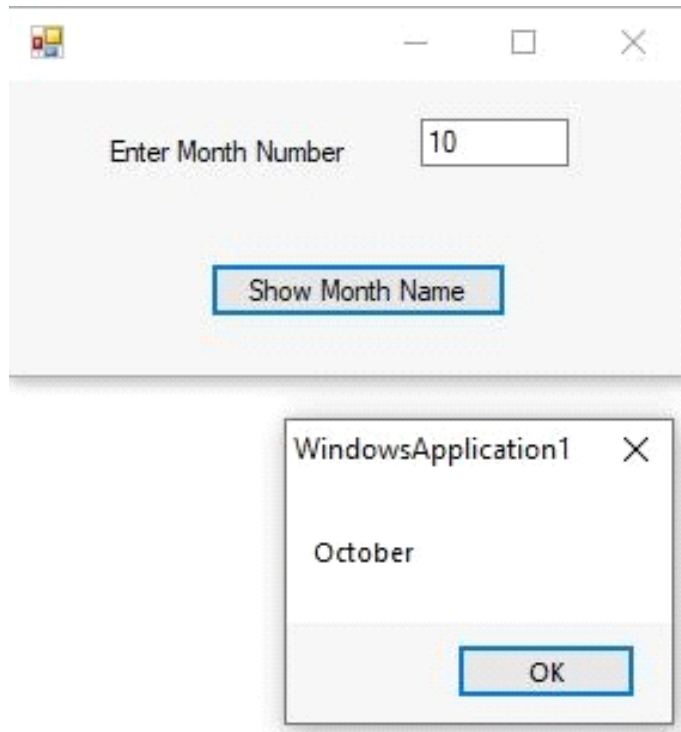 Enter Month Number 10
Show Month Name
WindowsApplication1
October
OK